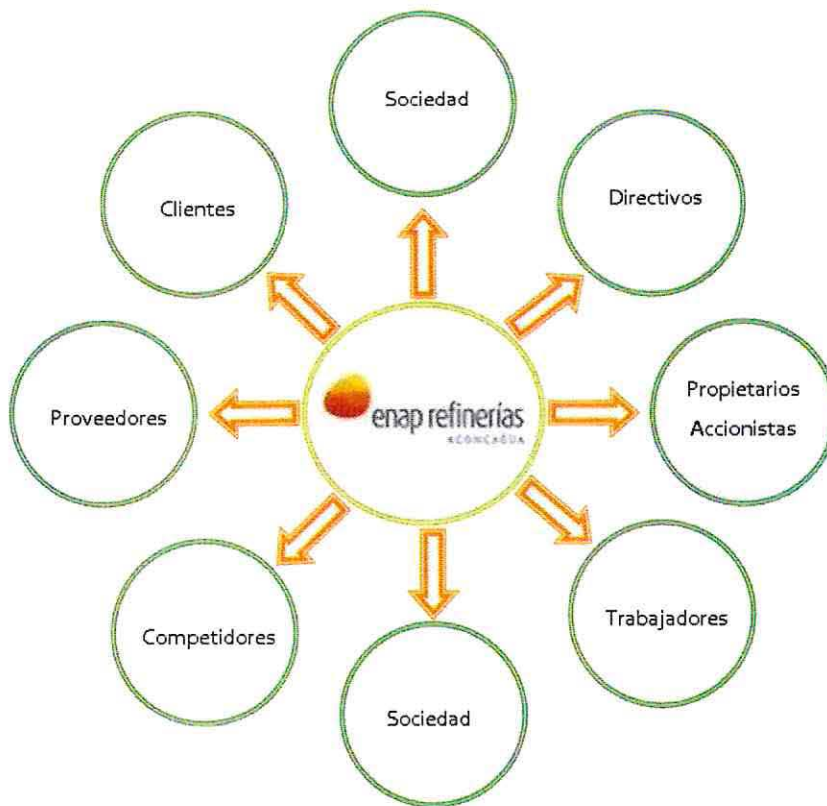 Sociedad
Clientes
Directivos
Proveedores
enap refinerías
ACONCAGUA
Propietarios
Accionistas
Competidores
Trabajadores
Sociedad